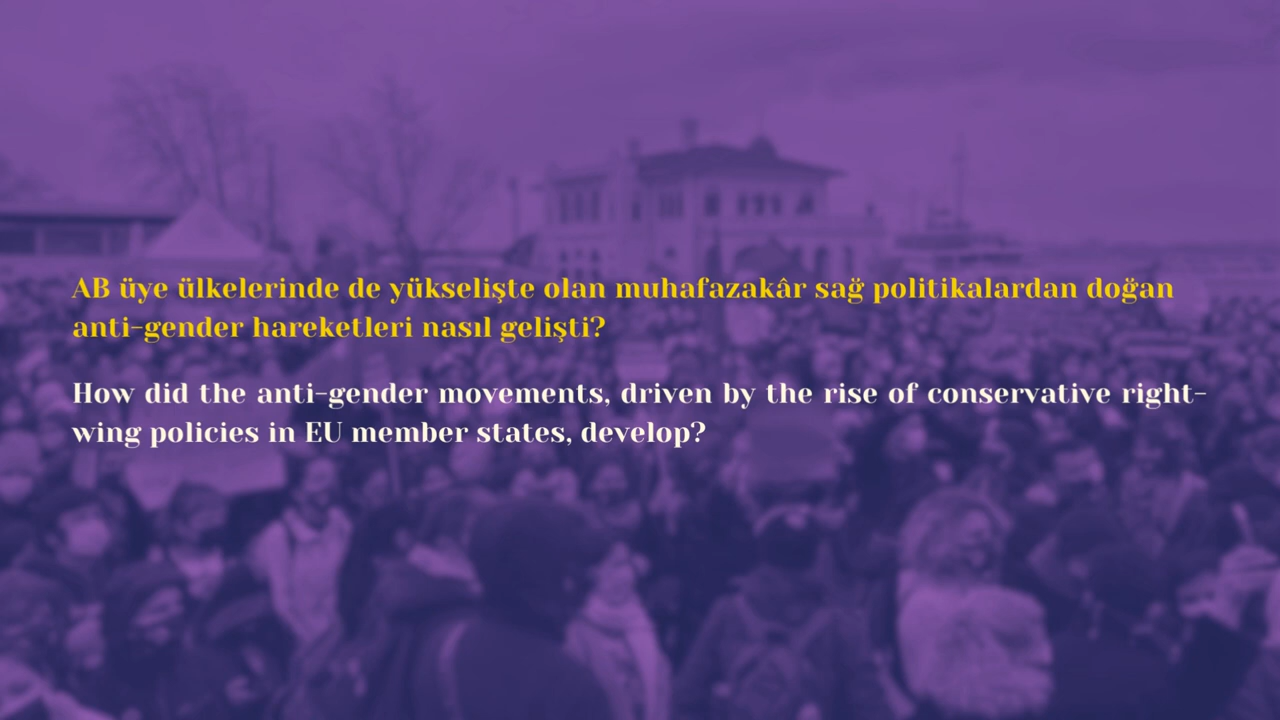 AB üye ülkelerinde de yükselişte olan muhafazakâr sağ politikalardan doğan
anti-gender hareketleri nasıl gelişti?
How did the anti-gender movements, driven by the rise of conservative right-
wing policies in EU member states, develop?